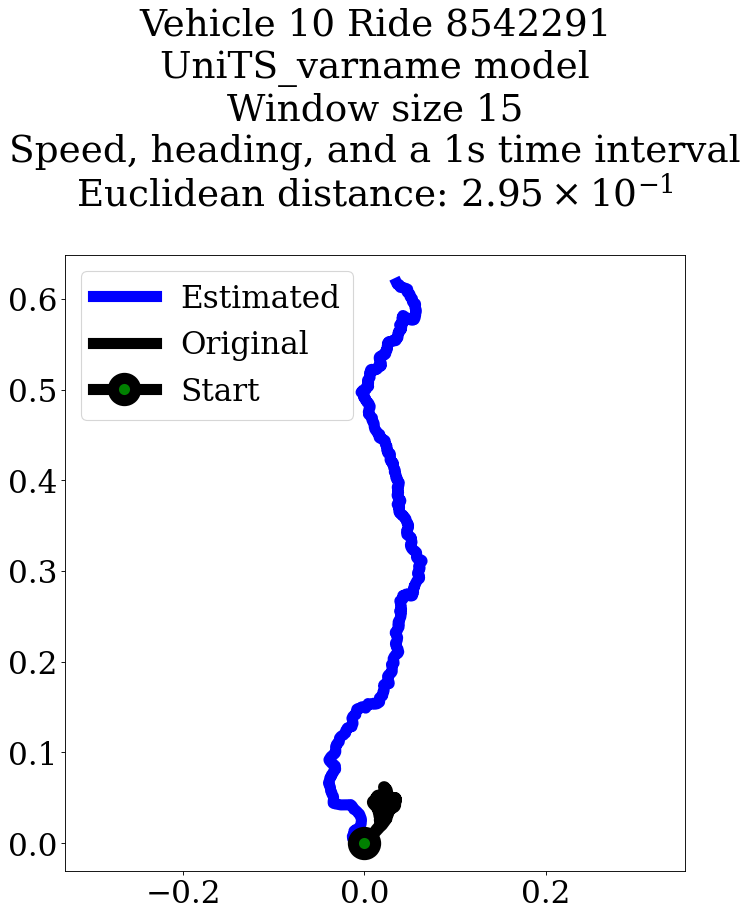 Vehicle 10 Ride 8542291
UniTS_varname model
Window size 15
Speed, heading, and a 1s time interval
Euclidean distance: 2.95 × 10⁻¹
Estimated
Original
Start
0.6
0.5
0.4
0.3
0.2
0.1
0.0
−0.2 0.0 0.2